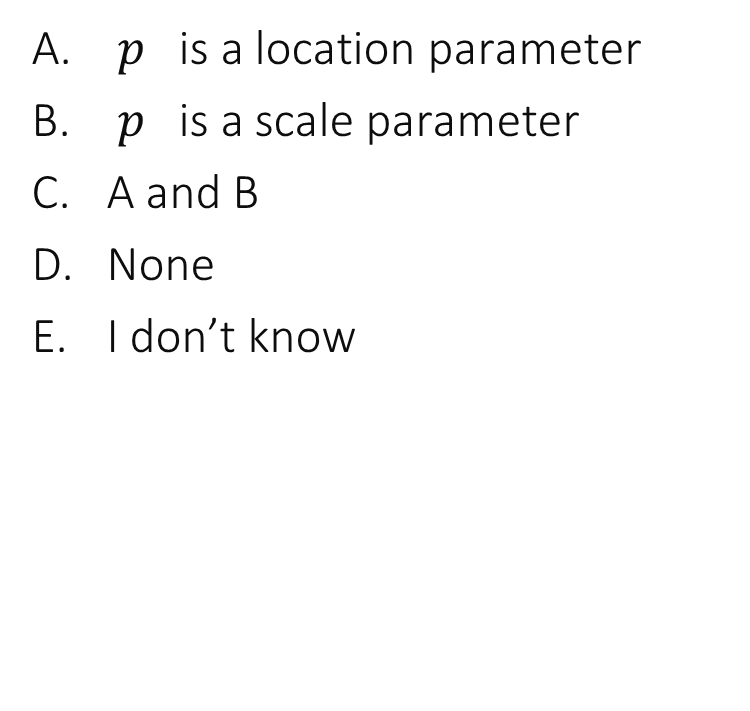 A. p is a location parameter
B. p is a scale parameter
C. A and B
D. None
E. I don’t know